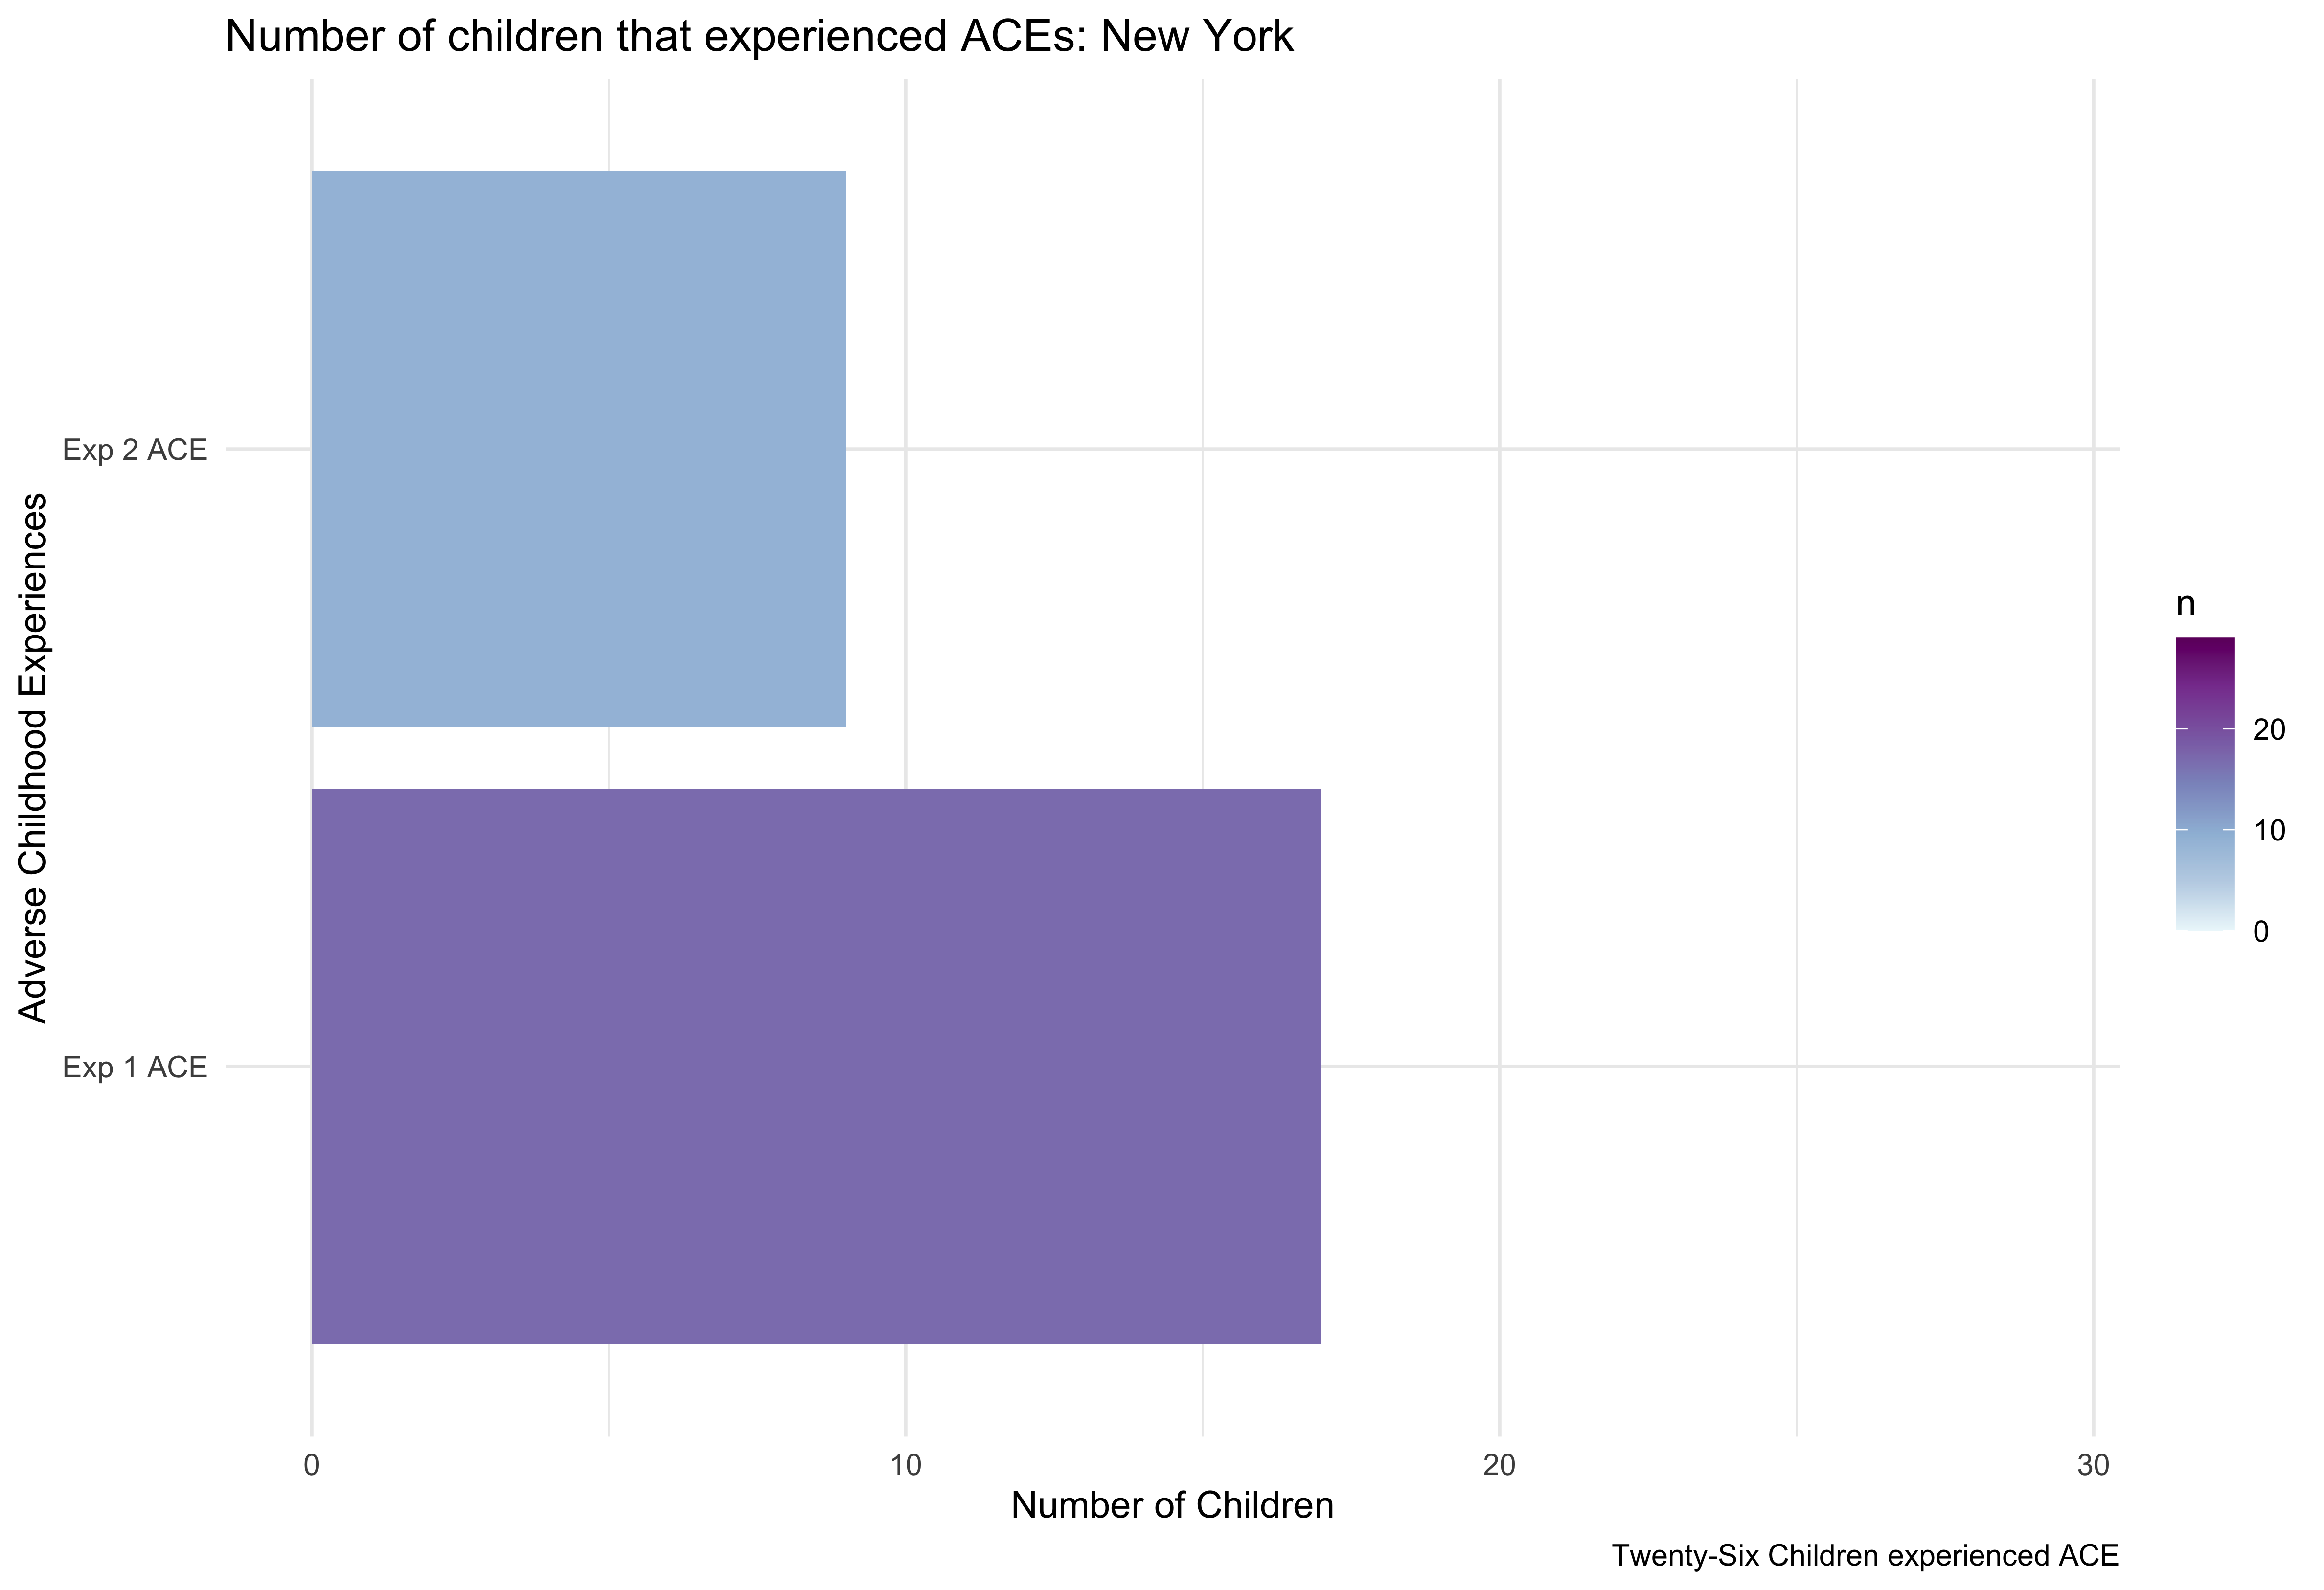 Number of children that experienced ACEs: New York
Adverse Childhood Experiences
Exp 2 ACE
Exp 1 ACE
0
10
20
30
Number of Children
n
20
10
0
Twenty-Six Children experienced ACE